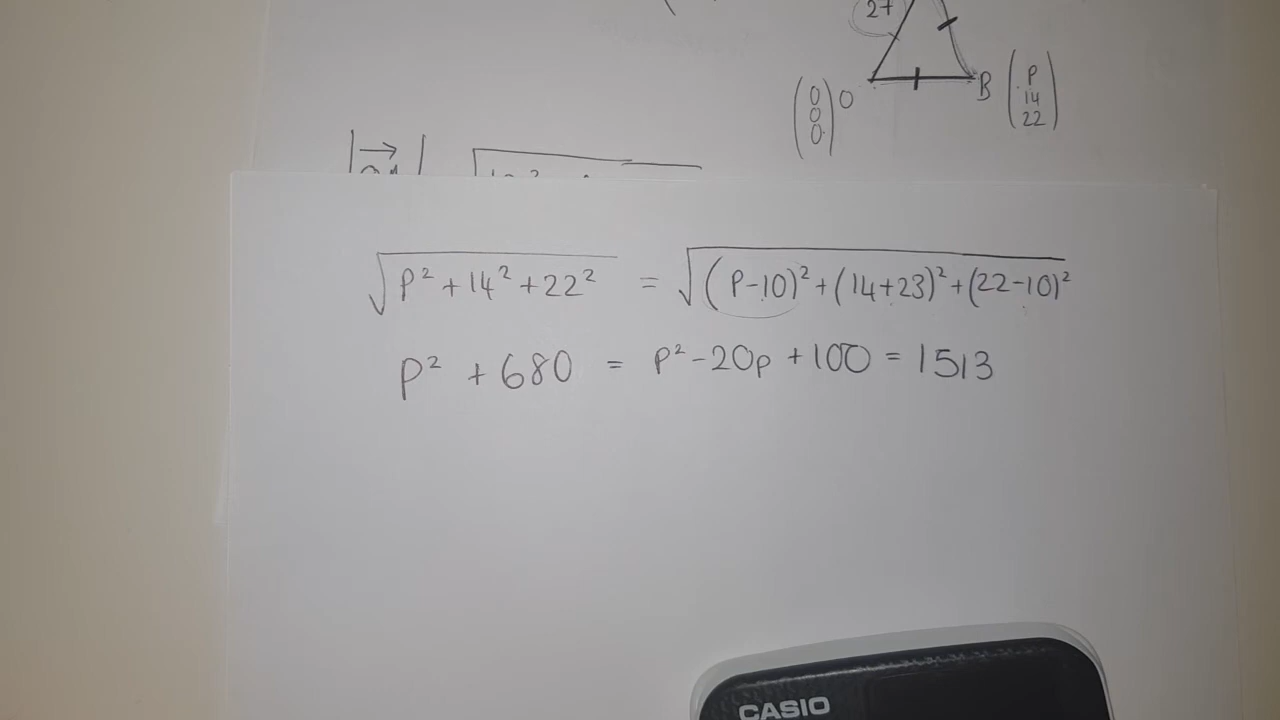 2+
(0 0 0) O B (P 14 22)
|→|
√(P² + 14² + 22²) = √((P-10)² + (14+23)² + (22-10)²)
P² + 680 = P² - 20p + 100 = 1513
CASIO